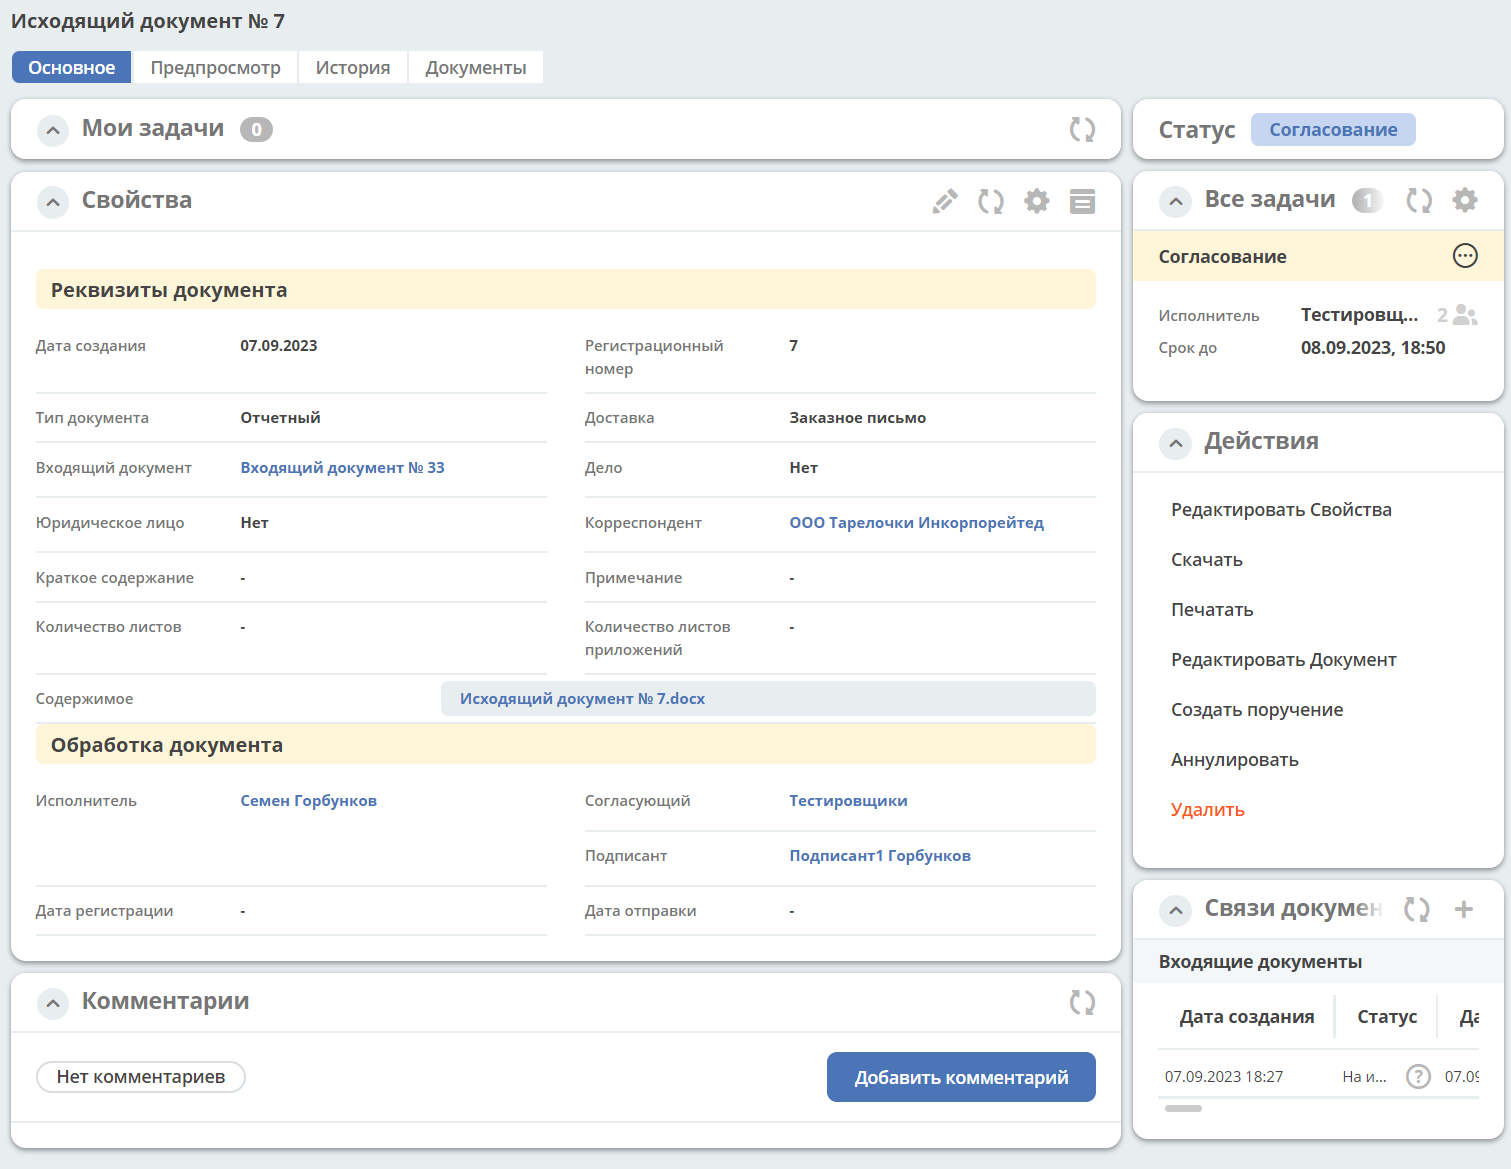 Исходящий документ № 7
Основное
Предпросмотр
История
Документы
Мои задачи 0
Свойства
Реквизиты документа
Дата создания 07.09.2023
Регистрационный номер 7
Тип документа Отчетный
Доставка Заказное письмо
Входящий документ Входящий документ № 33
Дело Нет
Юридическое лицо Нет
Корреспондент ООО Тарелочки Инкорпорейтед
Краткое содержание -
Примечание -
Количество листов -
Количество листов приложений -
Содержимое Исходящий документ № 7.docx
Обработка документа
Исполнитель Семен Горбунков
Согласующий Тестировщики
Подписант Подписант1 Горбунков
Дата регистрации -
Дата отправки -
Комментарии
Нет комментариев
Добавить комментарий
Статус Согласование
Все задачи 1
Согласование
Исполнитель Тестировщ... 2
Срок до 08.09.2023, 18:50
Действия
Редактировать Свойства
Скачать
Печатать
Редактировать Документ
Создать поручение
Аннулировать
Удалить
Связи докумен
Входящие документы
Дата создания Статус Да
07.09.2023 18:27 На и... ? 07.09